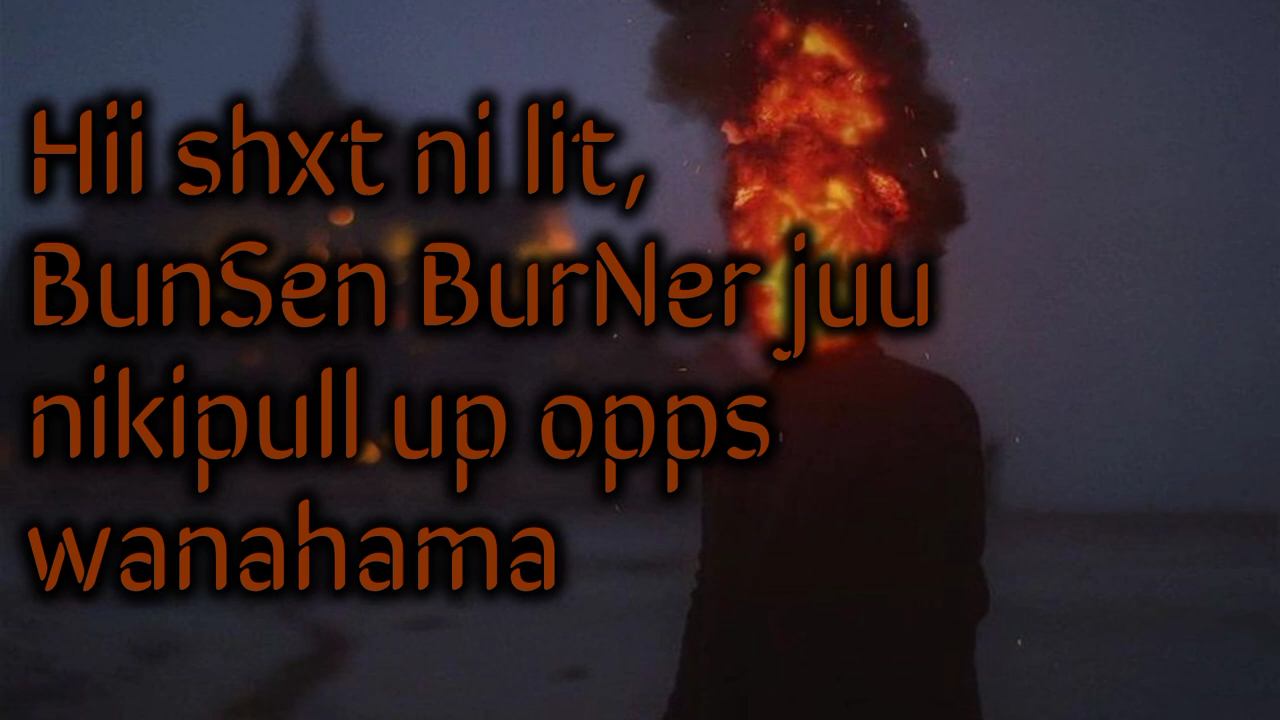 Hii shxt ni lit,
BunSen BurNer juu
nikipull up opps
wanahama